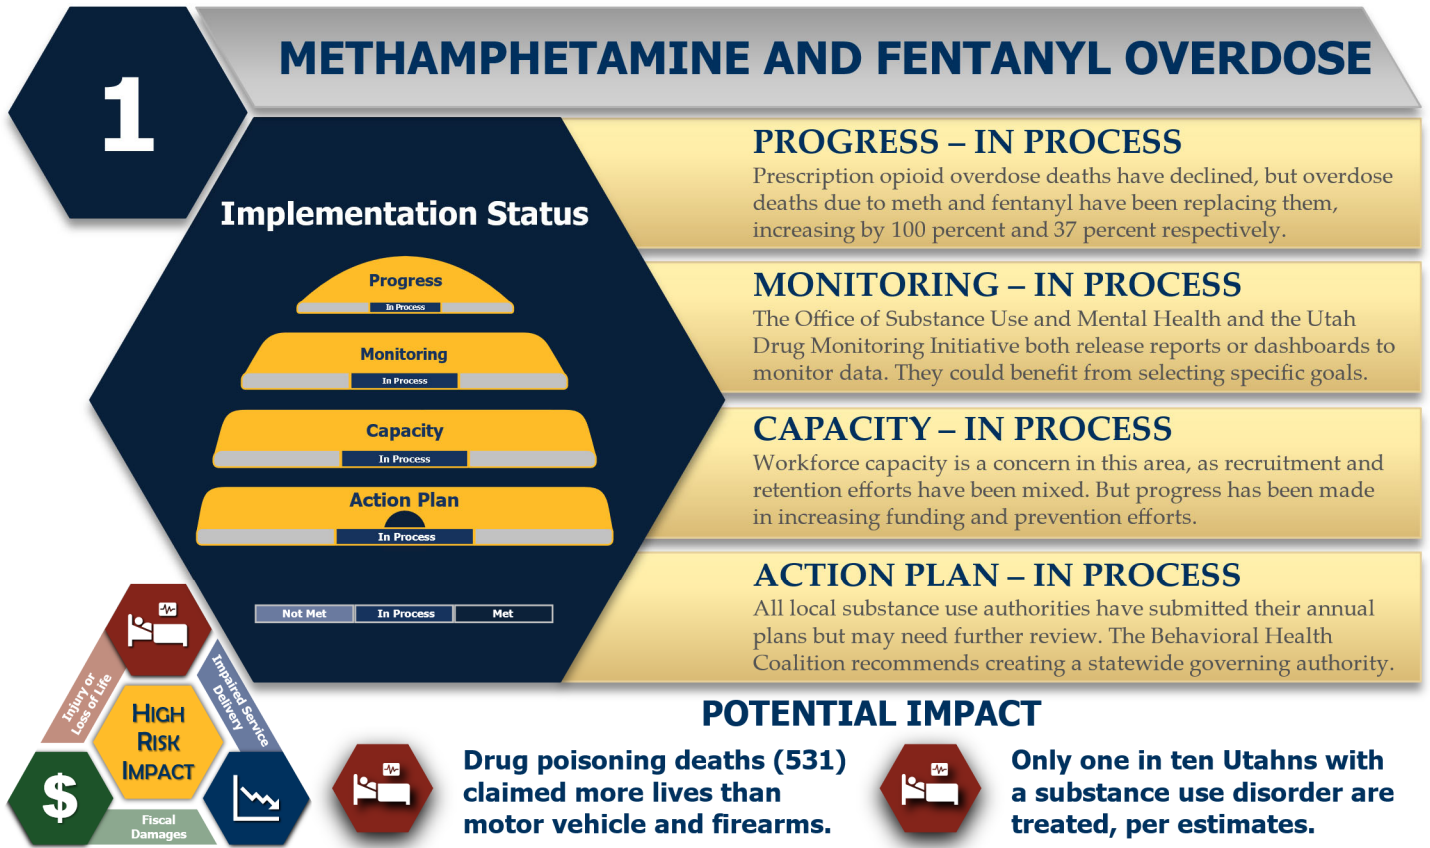 1
METHAMPHETAMINE AND FENTANYL OVERDOSE
Implementation Status
Progress
In Process
Monitoring
In Process
Capacity
In Process
Action Plan
In Process
Not Met
In Process
Met
PROGRESS – IN PROCESS
Prescription opioid overdose deaths have declined, but overdose
deaths due to meth and fentanyl have been replacing them,
increasing by 100 percent and 37 percent respectively.
MONITORING – IN PROCESS
The Office of Substance Use and Mental Health and the Utah
Drug Monitoring Initiative both release reports or dashboards to
monitor data. They could benefit from selecting specific goals.
CAPACITY – IN PROCESS
Workforce capacity is a concern in this area, as recruitment and
retention efforts have been mixed. But progress has been made
in increasing funding and prevention efforts.
ACTION PLAN – IN PROCESS
All local substance use authorities have submitted their annual
plans but may need further review. The Behavioral Health
Coalition recommends creating a statewide governing authority.
Injury or
Loss of Life
Impaired Service
Delivery
HIGH
RISK
IMPACT
$
Fiscal
Damages
POTENTIAL IMPACT
Drug poisoning deaths (531)
claimed more lives than
motor vehicle and firearms.
Only one in ten Utahns with
a substance use disorder are
treated, per estimates.